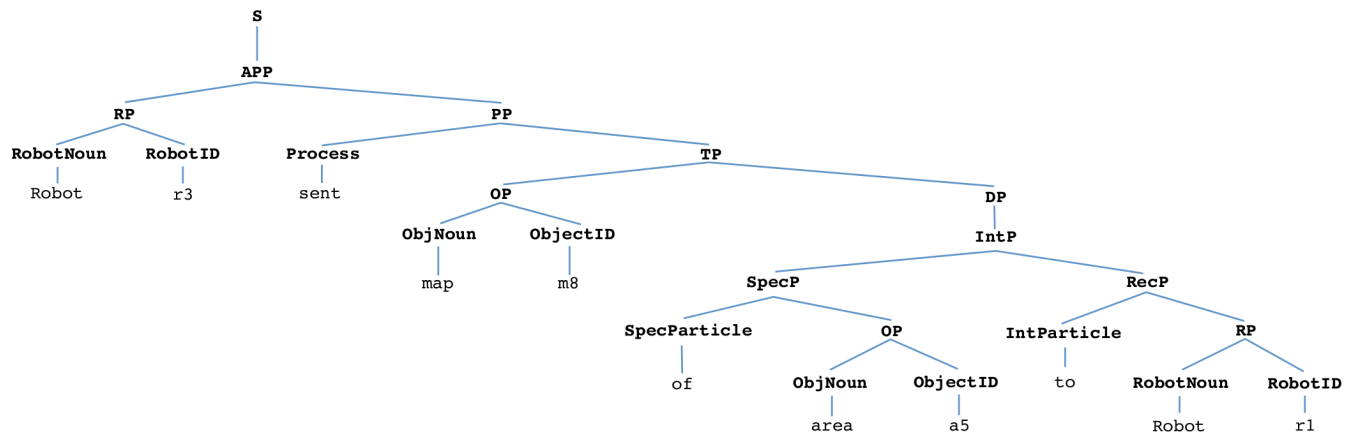 S
APP
RP PP
RobotNoun RobotID Process TP
Robot r3 sent OP DP
ObjNoun ObjectID IntP
map m8 SpecP RecP
SpecParticle OP IntParticle RP
of ObjNoun ObjectID to RobotNoun RobotID
area a5 Robot r1